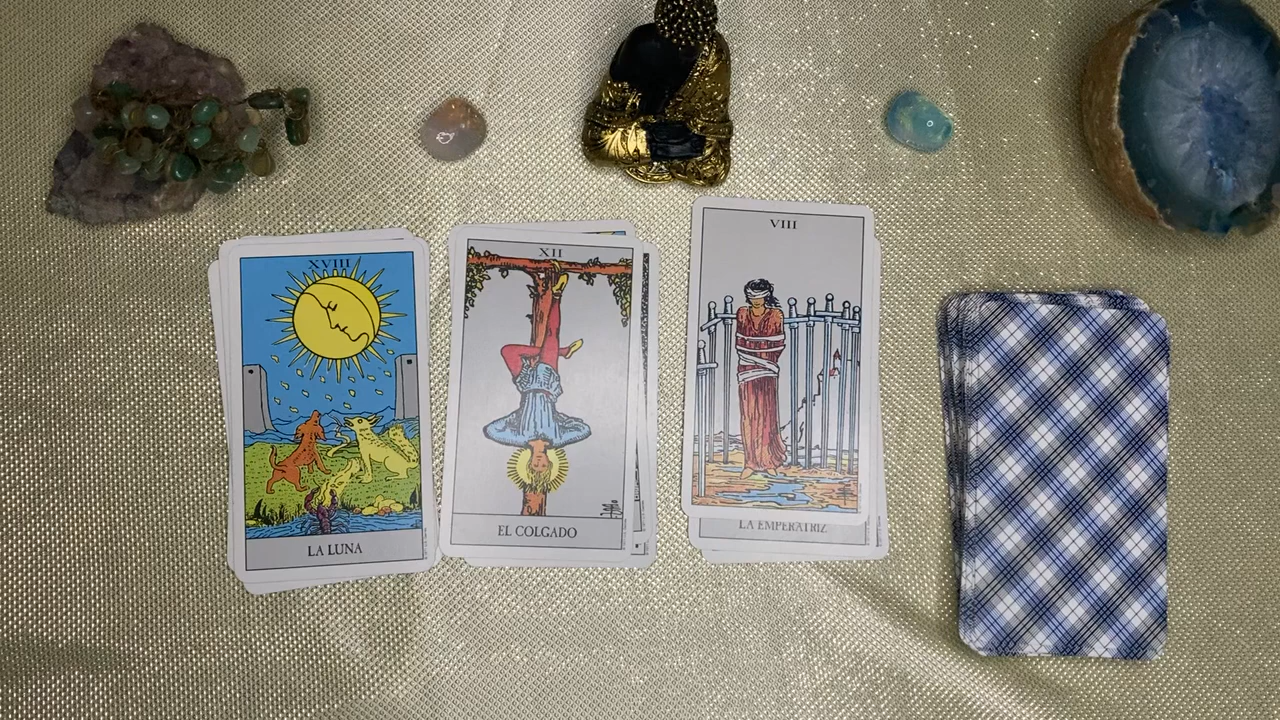 XVIII
LA LUNA
XII
EL COLGADO
VIII
LA EMPERATRIZ